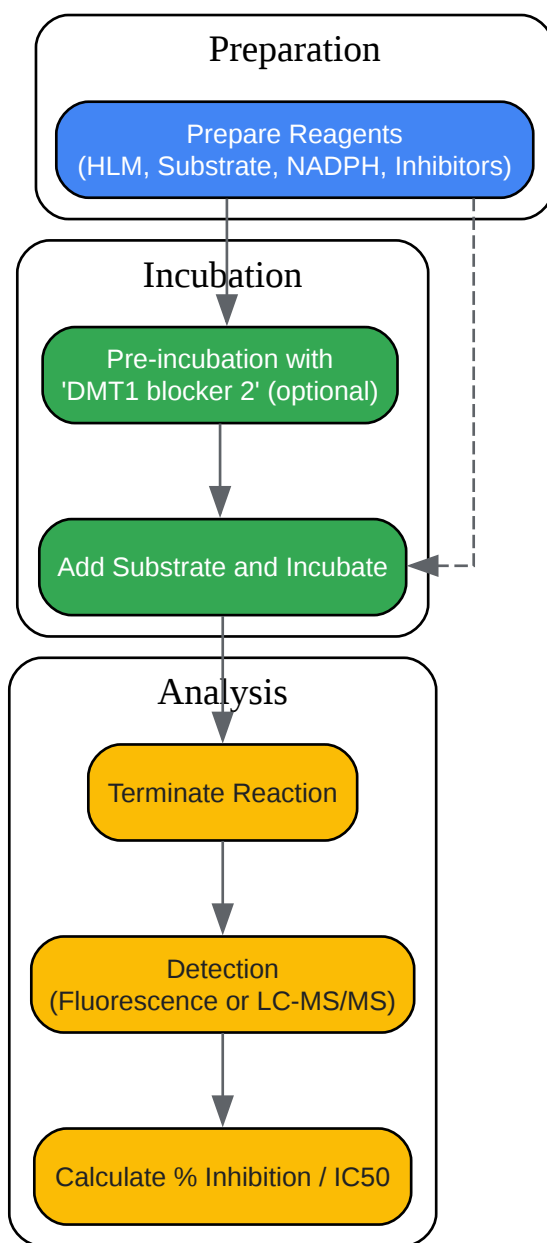 Preparation
Prepare Reagents
(HLM, Substrate, NADPH, Inhibitors)
Incubation
Pre-incubation with
'DMT1 blocker 2' (optional)
Add Substrate and Incubate
Analysis
Terminate Reaction
Detection
(Fluorescence or LC-MS/MS)
Calculate % Inhibition / IC50